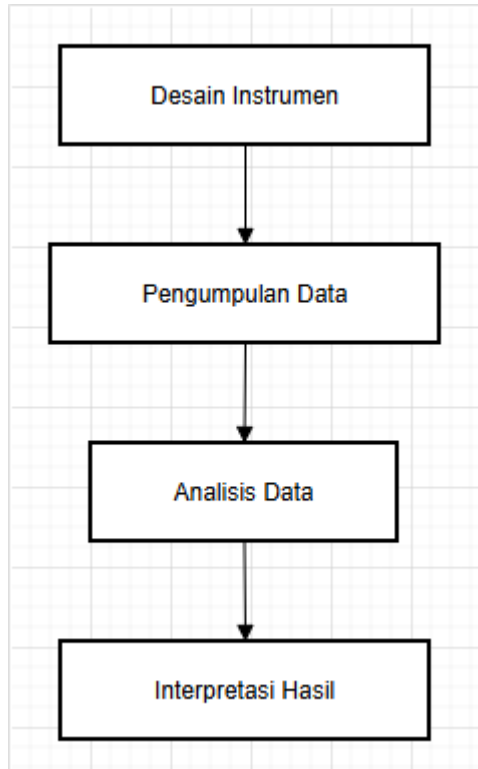 Desain Instrumen
Pengumpulan Data
Analisis Data
Interpretasi Hasil